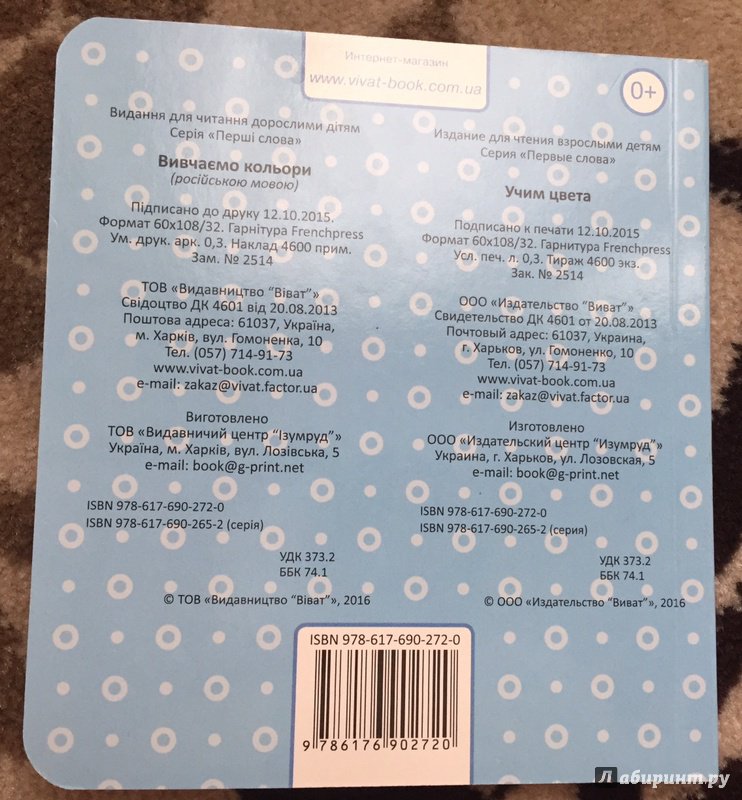 Интернет-магазин
www.vivat-book.com.ua
0+
Видання для читання дорослими дітям
Серія «Перші слова»
Вивчаємо кольори
(російською мовою)
Підписано до друку 12.10.2015.
Формат 60х108/32. Гарнітура Frenchpress
Ум. друк. арк. 0,3. Наклад 4600 прим.
Зам. № 2514
ТОВ «Видавництво "Віват"»
Свідоцтво ДК 4601 від 20.08.2013
Поштова адреса: 61037, Україна,
м. Харків, вул. Гомоненка, 10
Тел. (057) 714-91-73
www.vivat-book.com.ua
e-mail: zakaz@vivat.factor.ua
Виготовлено
ТОВ «Видавничий центр "Ізумруд"»
Україна, м. Харків, вул. Лозівська, 5
e-mail: book@g-print.net
ISBN 978-617-690-272-0
ISBN 978-617-690-265-2 (серія)
УДК 373.2
ББК 74.1
© ТОВ «Видавництво "Віват"», 2016
Издание для чтения взрослыми детям
Серия «Первые слова»
Учим цвета
Подписано к печати 12.10.2015
Формат 60х108/32. Гарнитура Frenchpress
Усл. печ. л. 0,3. Тираж 4600 экз.
Зак. № 2514
ООО «Издательство "Виват"»
Свидетельство ДК 4601 от 20.08.2013
Почтовый адрес: 61037, Украина,
г. Харьков, ул. Гомоненко, 10
Тел. (057) 714-91-73
www.vivat-book.com.ua
e-mail: zakaz@vivat.factor.ua
Изготовлено
ООО «Издательский центр "Изумруд"»
Украина, г. Харьков, ул. Лозовская, 5
e-mail: book@g-print.net
ISBN 978-617-690-272-0
ISBN 978-617-690-265-2 (серия)
УДК 373.2
ББК 74.1
© ООО «Издательство "Виват"», 2016
ISBN 978-617-690-272-0
9 786176 902720
Лабиринт.ру